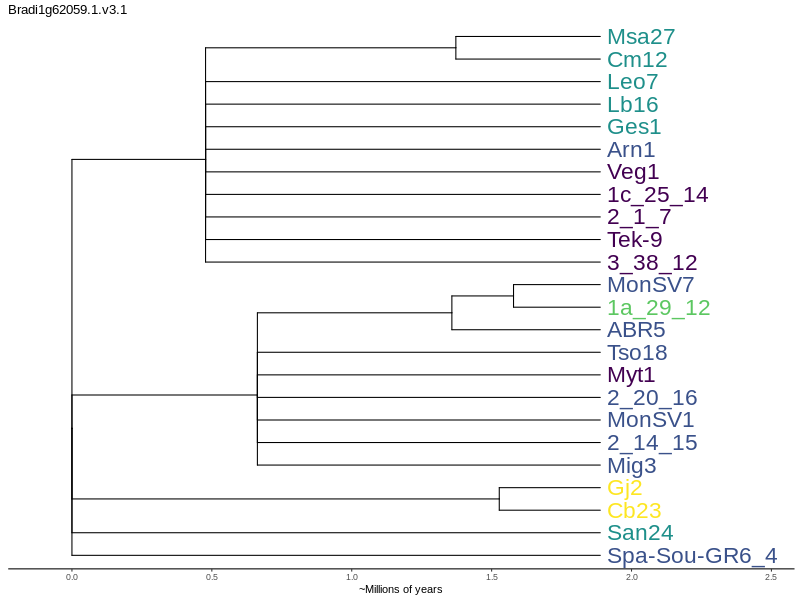 Bradi1g62059.1.v3.1
Msa27
Cm12
Leo7
Lb16
Ges1
Arn1
Veg1
1c_25_14
2_1_7
Tek-9
3_38_12
MonSV7
1a_29_12
ABR5
Tso18
Myt1
2_20_16
MonSV1
2_14_15
Mig3
Gj2
Cb23
San24
Spa-Sou-GR6_4
0.0 0.5 1.0 1.5 2.0 2.5
~Millions of years